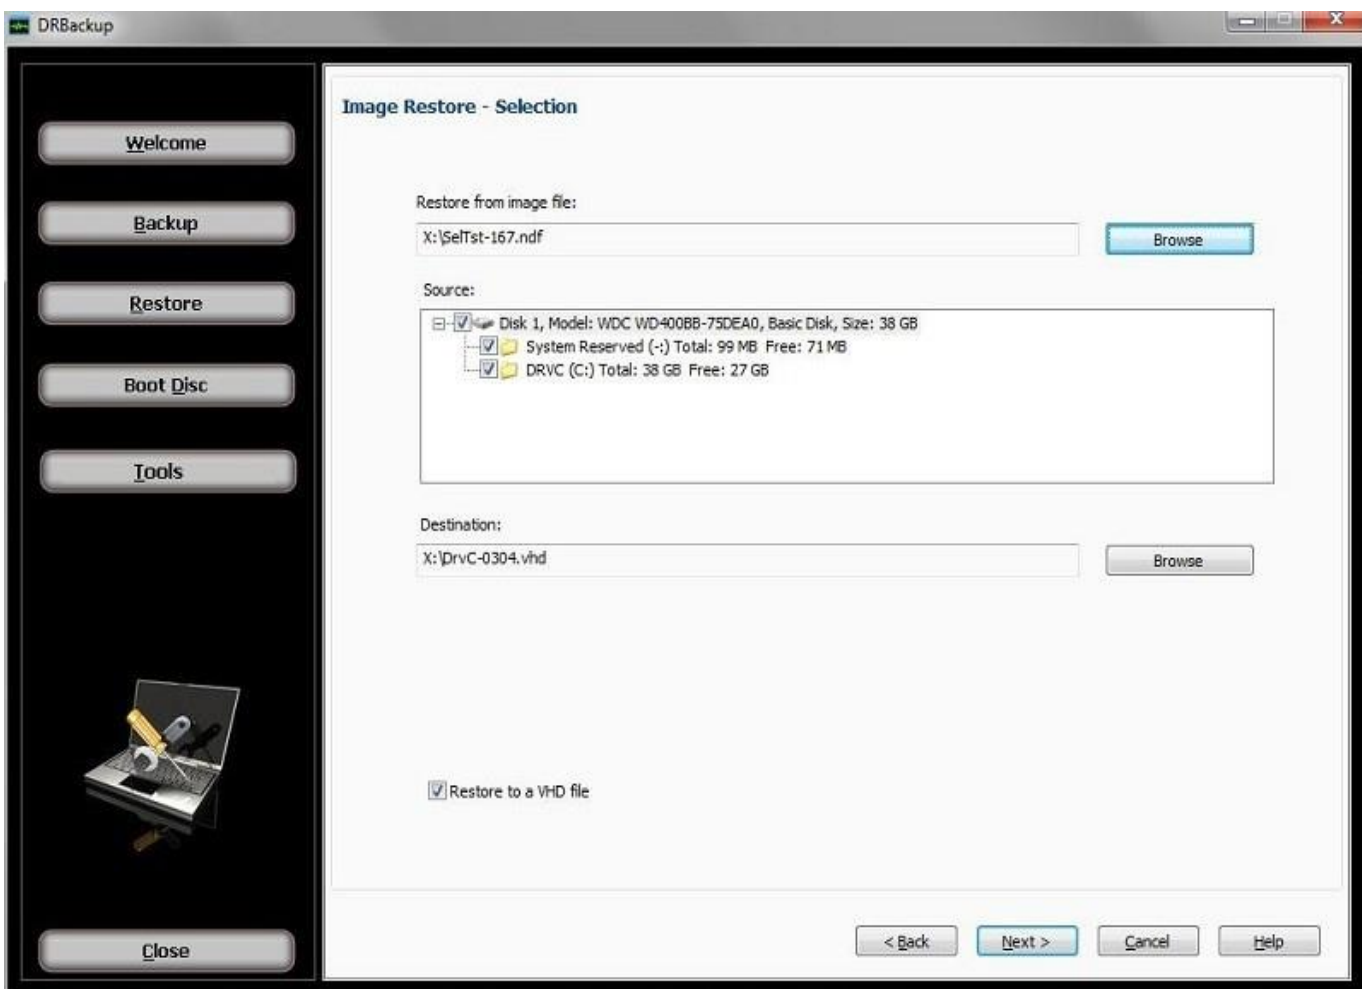 DRBackup
Welcome
Backup
Restore
Boot Disc
Tools
Close
Image Restore - Selection
Restore from image file:
X:\SelTst-167.ndf
Browse
Source:
Disk 1, Model: WDC WD400BB-75DEA0, Basic Disk, Size: 38 GB
System Reserved (-:) Total: 99 MB Free: 71 MB
DRVC (C:) Total: 38 GB Free: 27 GB
Destination:
X:\DrvC-0304.vhd
Browse
Restore to a VHD file
< Back
Next >
Cancel
Help